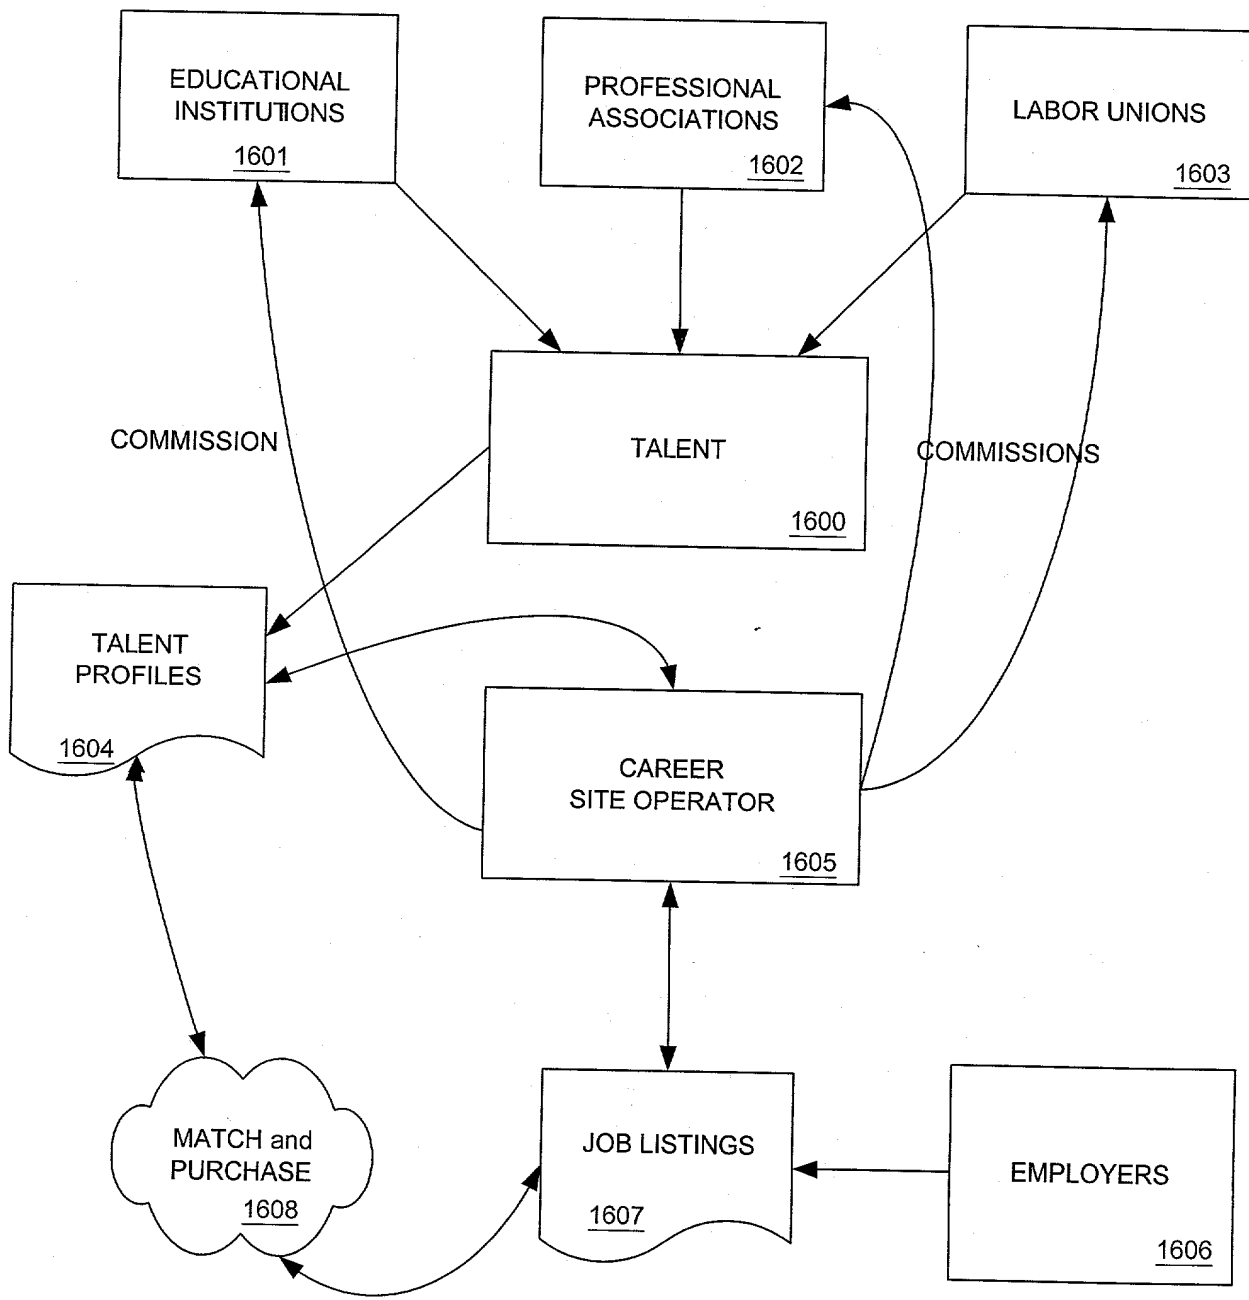 EDUCATIONAL
INSTITUTIONS
1601
PROFESSIONAL
ASSOCIATIONS
1602
LABOR UNIONS
1603
COMMISSION
TALENT
1600
COMMISSIONS
TALENT
PROFILES
1604
CAREER
SITE OPERATOR
1605
MATCH and
PURCHASE
1608
JOB LISTINGS
1607
EMPLOYERS
1606